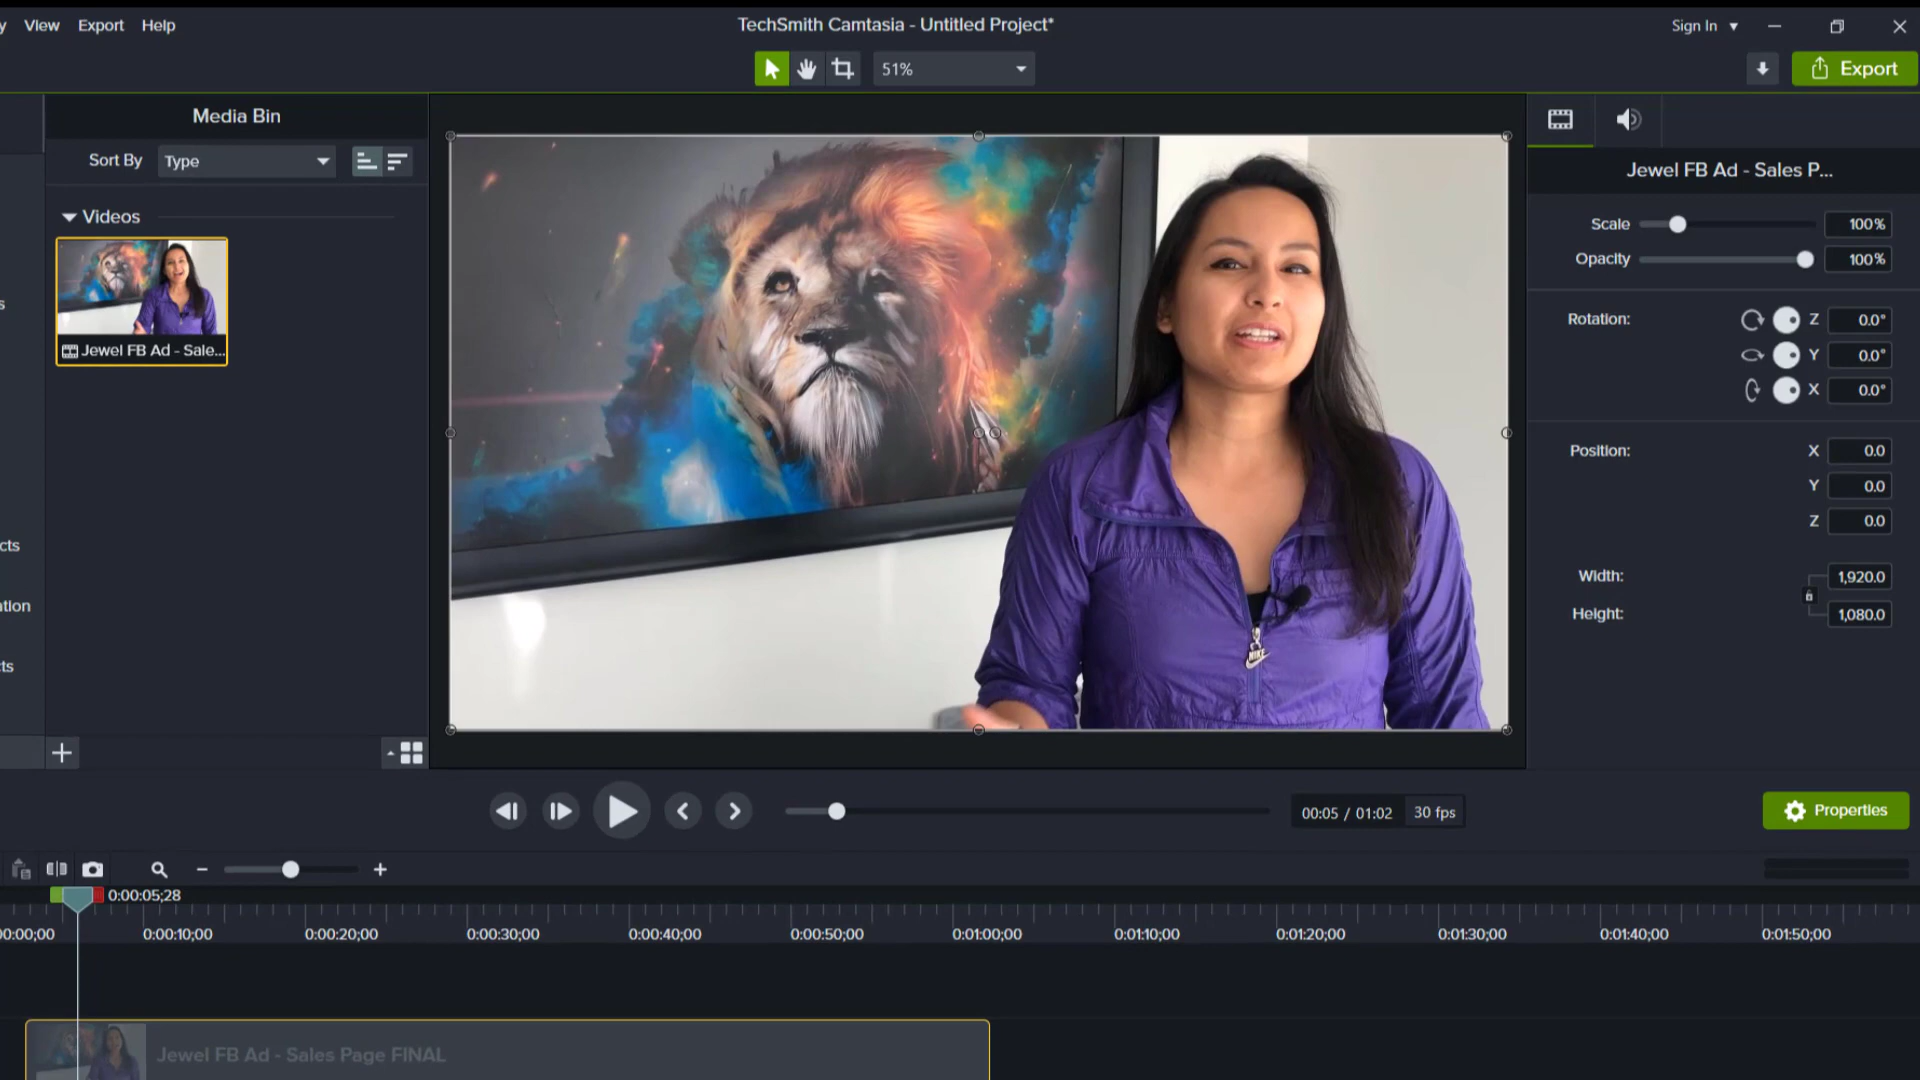 y View Export Help
TechSmith Camtasia - Untitled Project*
Sign In
51%
Export
Media Bin
Sort By Type
Videos
Jewel FB Ad - Sale...
Jewel FB Ad - Sales P...
Scale 100%
Opacity 100%
Rotation: Z 0.0°
Y 0.0°
X 0.0°
Position: X 0.0
Y 0.0
Z 0.0
Width: 1,920.0
Height: 1,080.0
s
cts
ation
cts
NIKE
00:05 / 01:02 30 fps
Properties
0:00:05;28
00:00;00 0:00:10;00 0:00:20;00 0:00:30;00 0:00:40;00 0:00:50;00 0:01:00;00 0:01:10;00 0:01:20;00 0:01:30;00 0:01:40;00 0:01:50;00
Jewel FB Ad - Sales Page FINAL